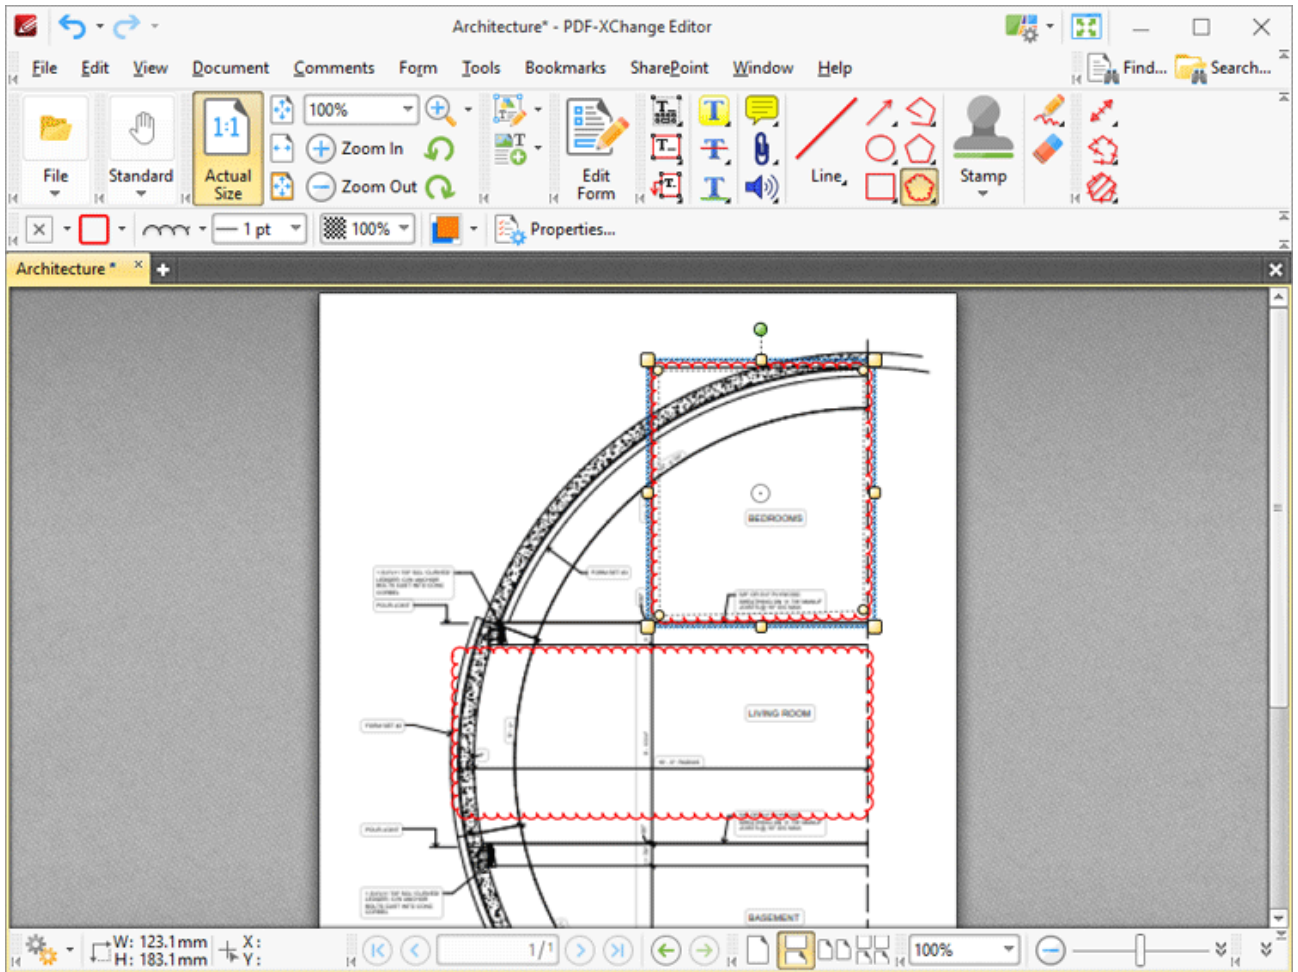 Architecture* - PDF-XChange Editor
File Edit View Document Comments Form Tools Bookmarks SharePoint Window Help
Find... Search...
100%
1:1
Zoom In
Zoom Out
File
Standard
Actual
Size
Edit
Form
Line
Stamp
1 pt
100%
Properties...
Architecture *
BEDROOMS
LIVING ROOM
BASEMENT
W: 123.1mm
H: 183.1mm
X:
Y:
1/1
100%